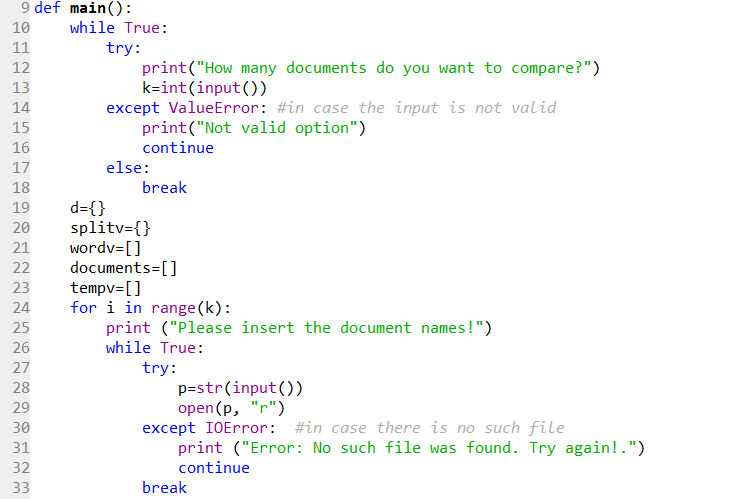 9 def main():
10     while True:
11         try:
12             print("How many documents do you want to compare?")
13             k=int(input())
14         except ValueError: #in case the input is not valid
15             print("Not valid option")
16             continue
17         else:
18             break
19     d={}
20     splitv={}
21     wordv=[]
22     documents=[]
23     tempv=[]
24     for i in range(k):
25         print ("Please insert the document names!")
26         while True:
27             try:
28                 p=str(input())
29                 open(p, "r")
30             except IOError:  #in case there is no such file
31                 print ("Error: No such file was found. Try again!.")
32                 continue
33             break